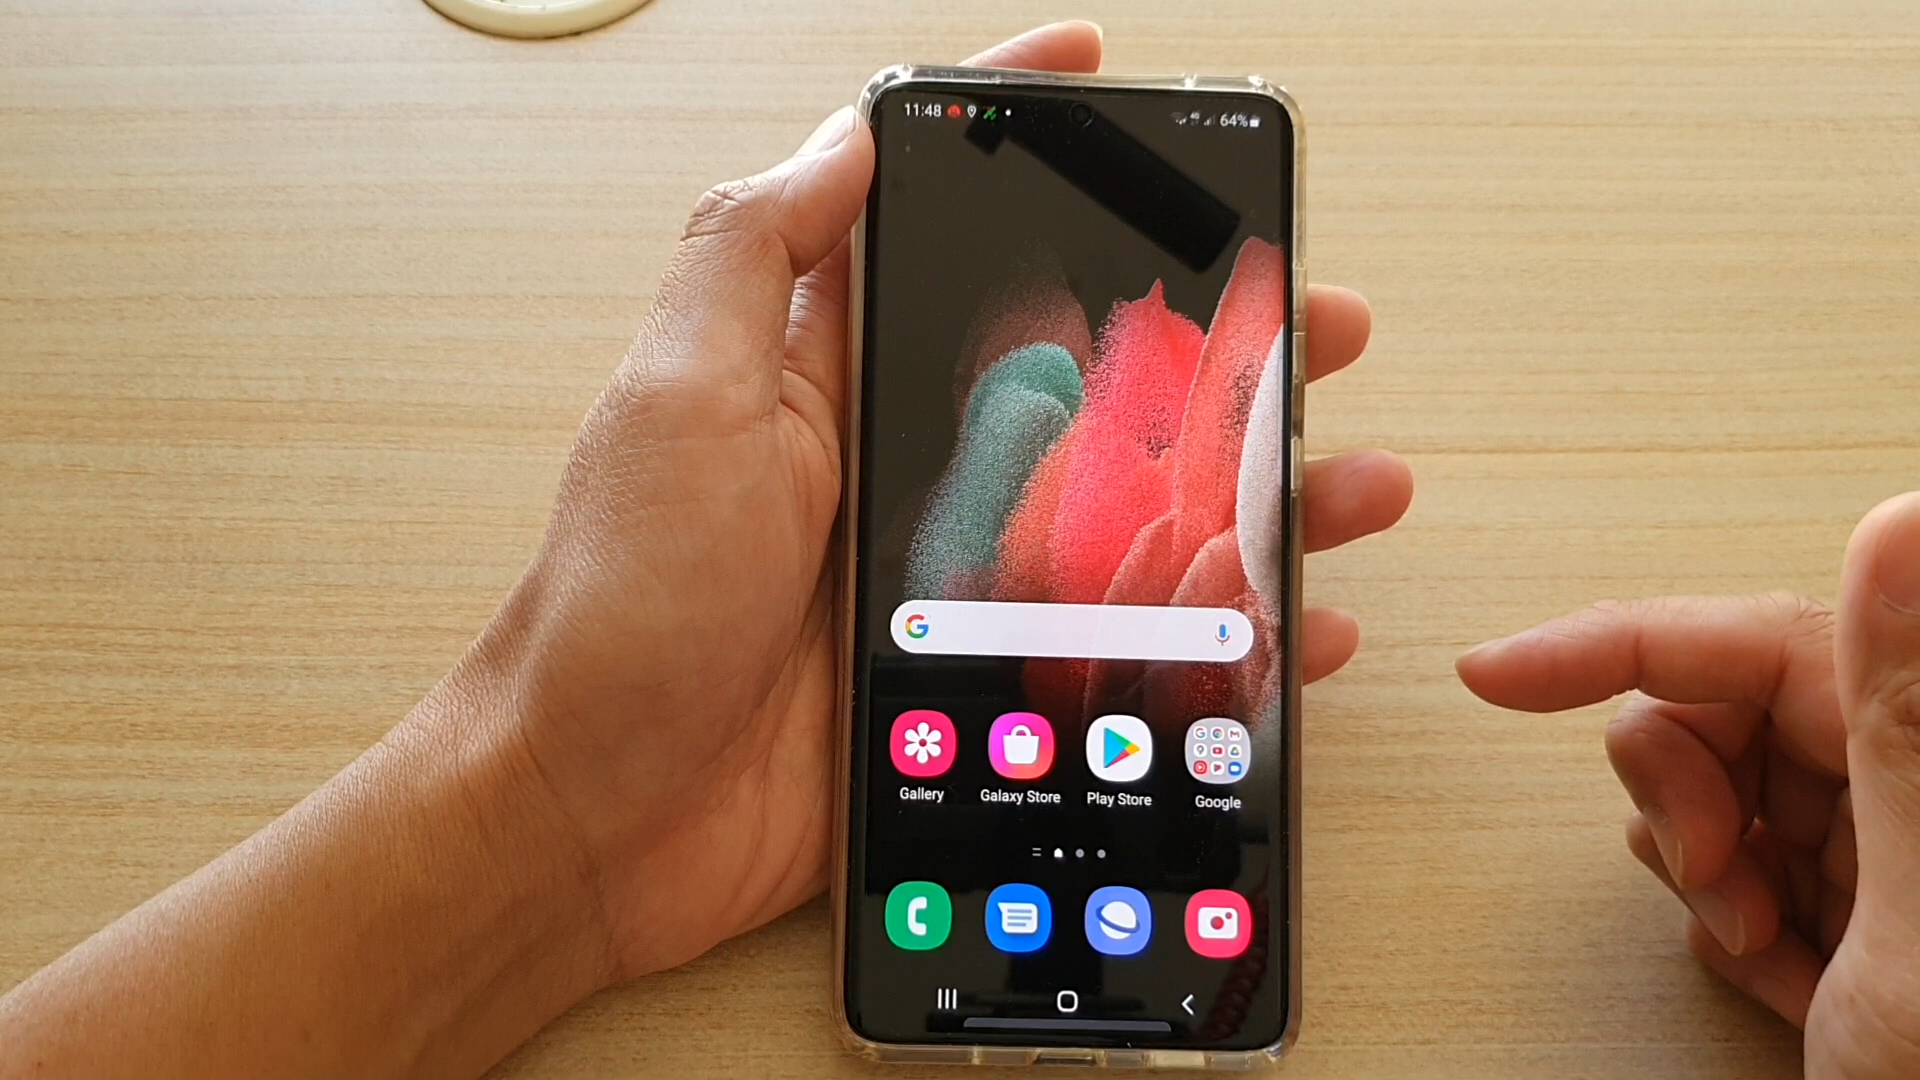 11:48
64%
Gallery
Galaxy Store
Play Store
Google